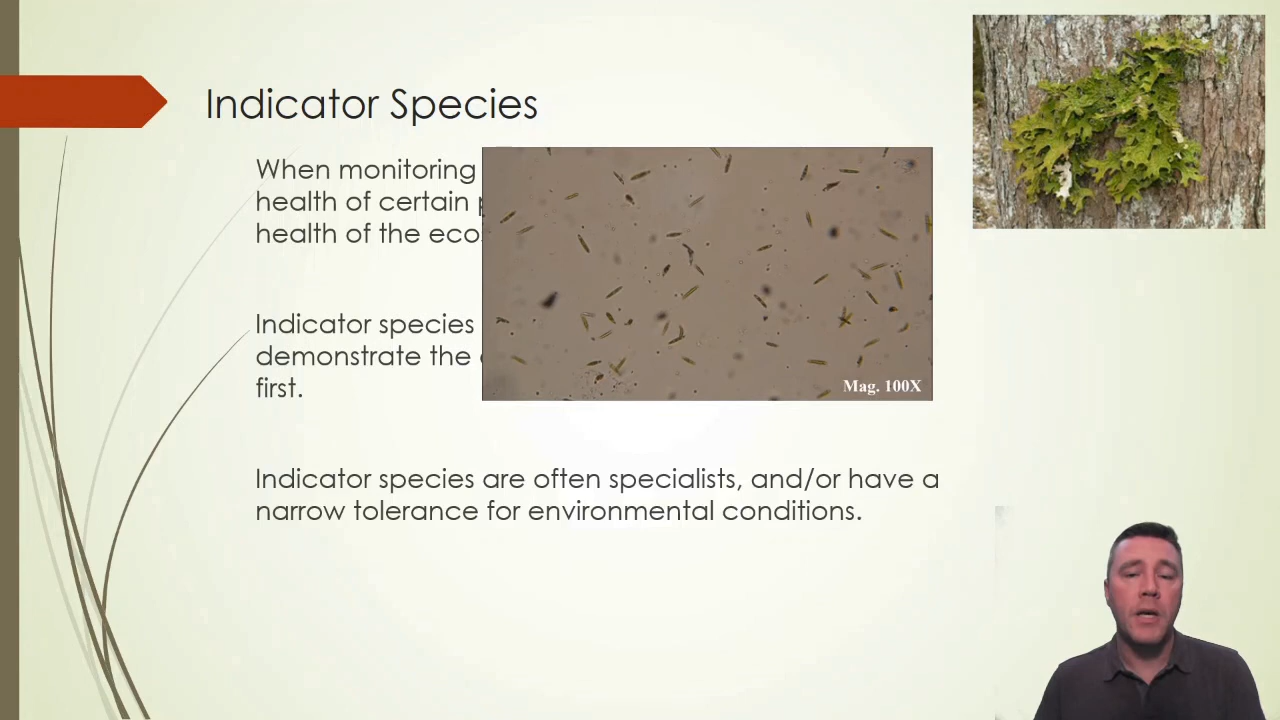 Indicator Species
When monitoring
health of certain
health of the
Indicator species
demonstrate the
first.
Mag. 100X
Indicator species are often specialists, and/or have a
narrow tolerance for environmental conditions.